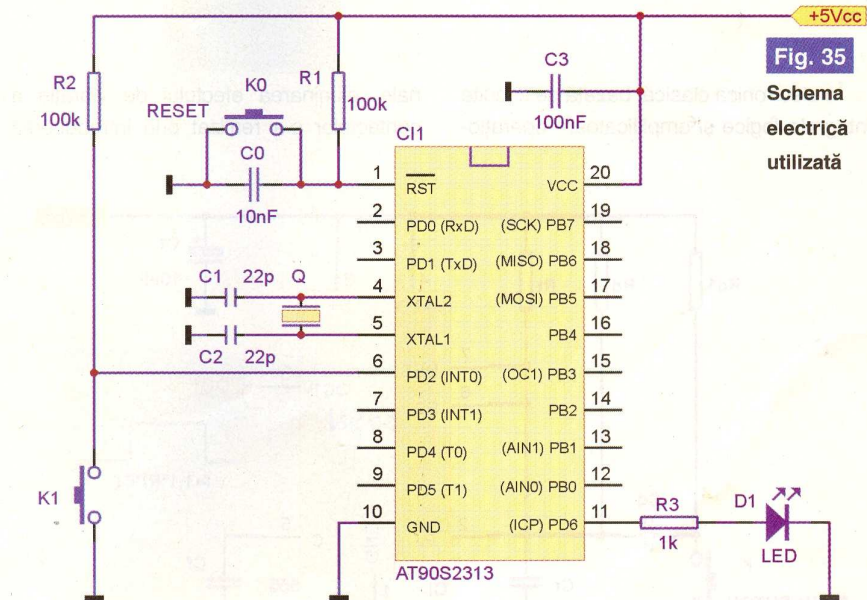 +5Vcc
Fig. 35
Schema
electrică
utilizată
R2
100k
RESET
K0
R1
100k
C3
100nF
C0
10nF
CI1
1 RST VCC 20
2 PD0 (RxD) (SCK) PB7 19
3 PD1 (TxD) (MISO) PB6 18
C1 22p Q
4 XTAL2 (MOSI) PB5 17
5 XTAL1 PB4 16
C2 22p
6 PD2 (INT0) (OC1) PB3 15
7 PD3 (INT1) PB2 14
8 PD4 (T0) (AIN1) PB1 13
9 PD5 (T1) (AIN0) PB0 12
10 GND (ICP) PD6 11
K1
R3
1k
D1
LED
AT90S2313